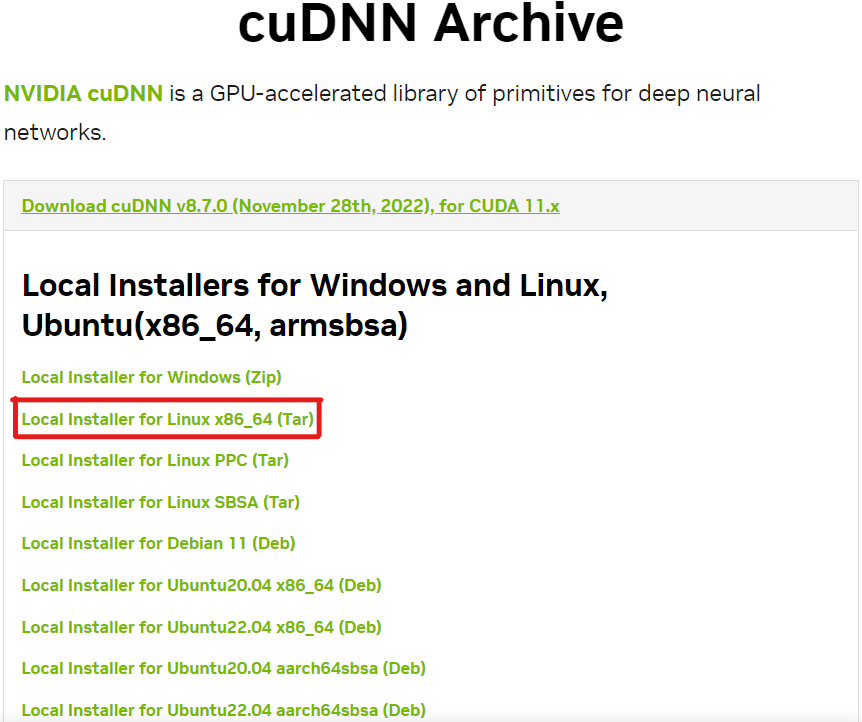 cuDNN Archive
NVIDIA cuDNN is a GPU-accelerated library of primitives for deep neural
networks.
Download cuDNN v8.7.0 (November 28th, 2022), for CUDA 11.x
Local Installers for Windows and Linux,
Ubuntu(x86_64, armsbsa)
Local Installer for Windows (Zip)
Local Installer for Linux x86_64 (Tar)
Local Installer for Linux PPC (Tar)
Local Installer for Linux SBSA (Tar)
Local Installer for Debian 11 (Deb)
Local Installer for Ubuntu20.04 x86_64 (Deb)
Local Installer for Ubuntu22.04 x86_64 (Deb)
Local Installer for Ubuntu20.04 aarch64sbsa (Deb)
Local Installer for Ubuntu22.04 aarch64sbsa (Deb)